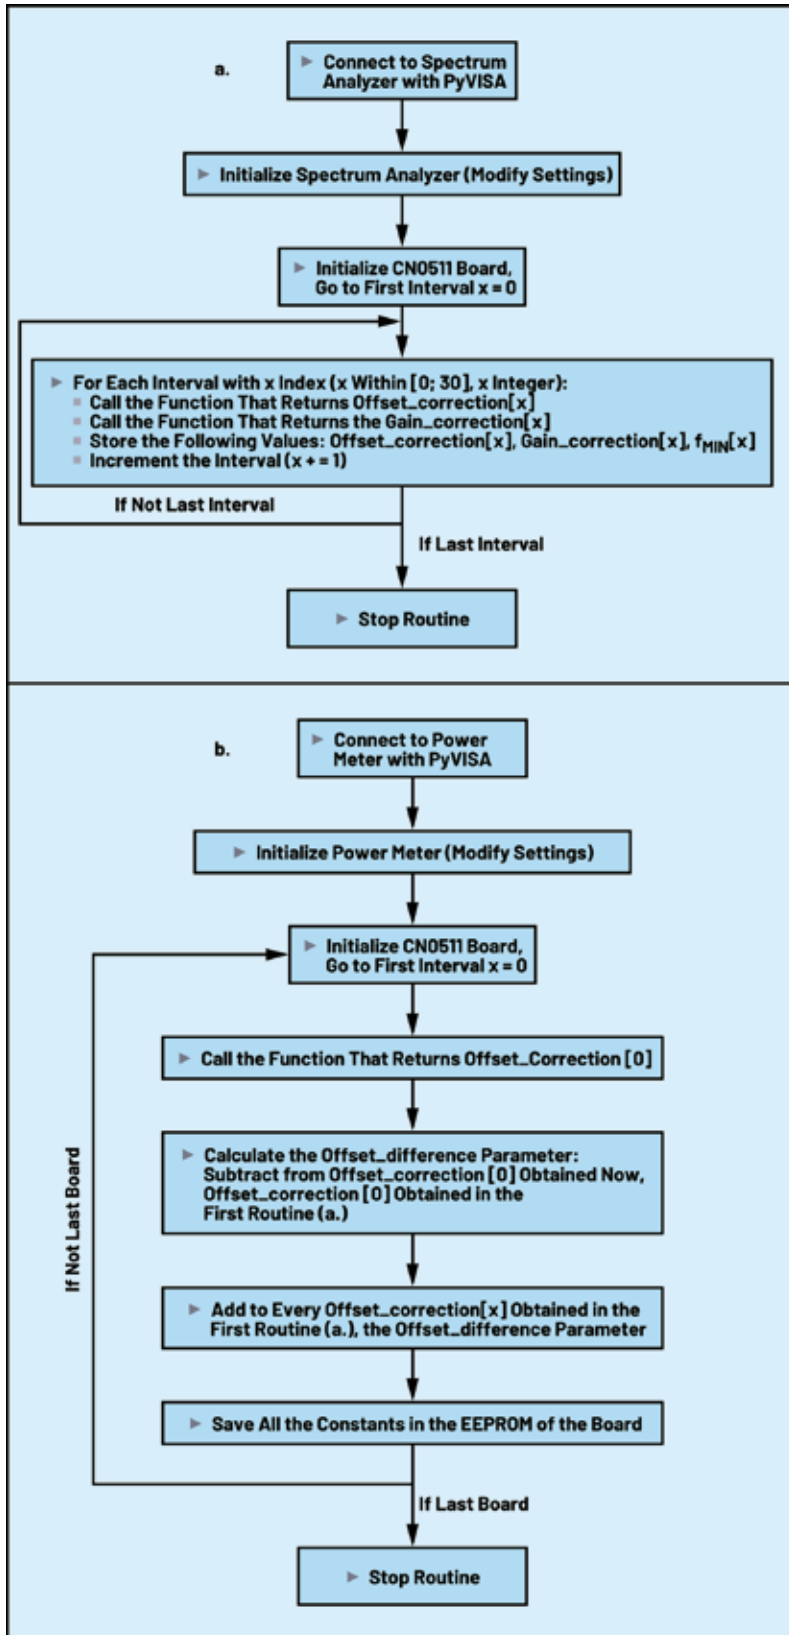 a.
Connect to Spectrum
Analyzer with PyVISA
Initialize Spectrum Analyzer (Modify Settings)
Initialize CN0511 Board,
Go to First Interval x = 0
For Each Interval with x Index (x Within [0; 30], x Integer):
Call the Function That Returns Offset_correction[x]
Call the Function That Returns the Gain_correction[x]
Store the Following Values: Offset_correction[x], Gain_correction[x], fMIN[x]
Increment the Interval (x + = 1)
If Not Last Interval
If Last Interval
Stop Routine
b.
Connect to Power
Meter with PyVISA
Initialize Power Meter (Modify Settings)
Initialize CN0511 Board,
Go to First Interval x = 0
Call the Function That Returns Offset_Correction [0]
Calculate the Offset_difference Parameter:
Subtract from Offset_correction [0] Obtained Now,
Offset_correction [0] Obtained in the
First Routine (a.)
If Not Last Board
Add to Every Offset_correction[x] Obtained in the
First Routine (a.), the Offset_difference Parameter
Save All the Constants in the EEPROM of the Board
If Last Board
Stop Routine